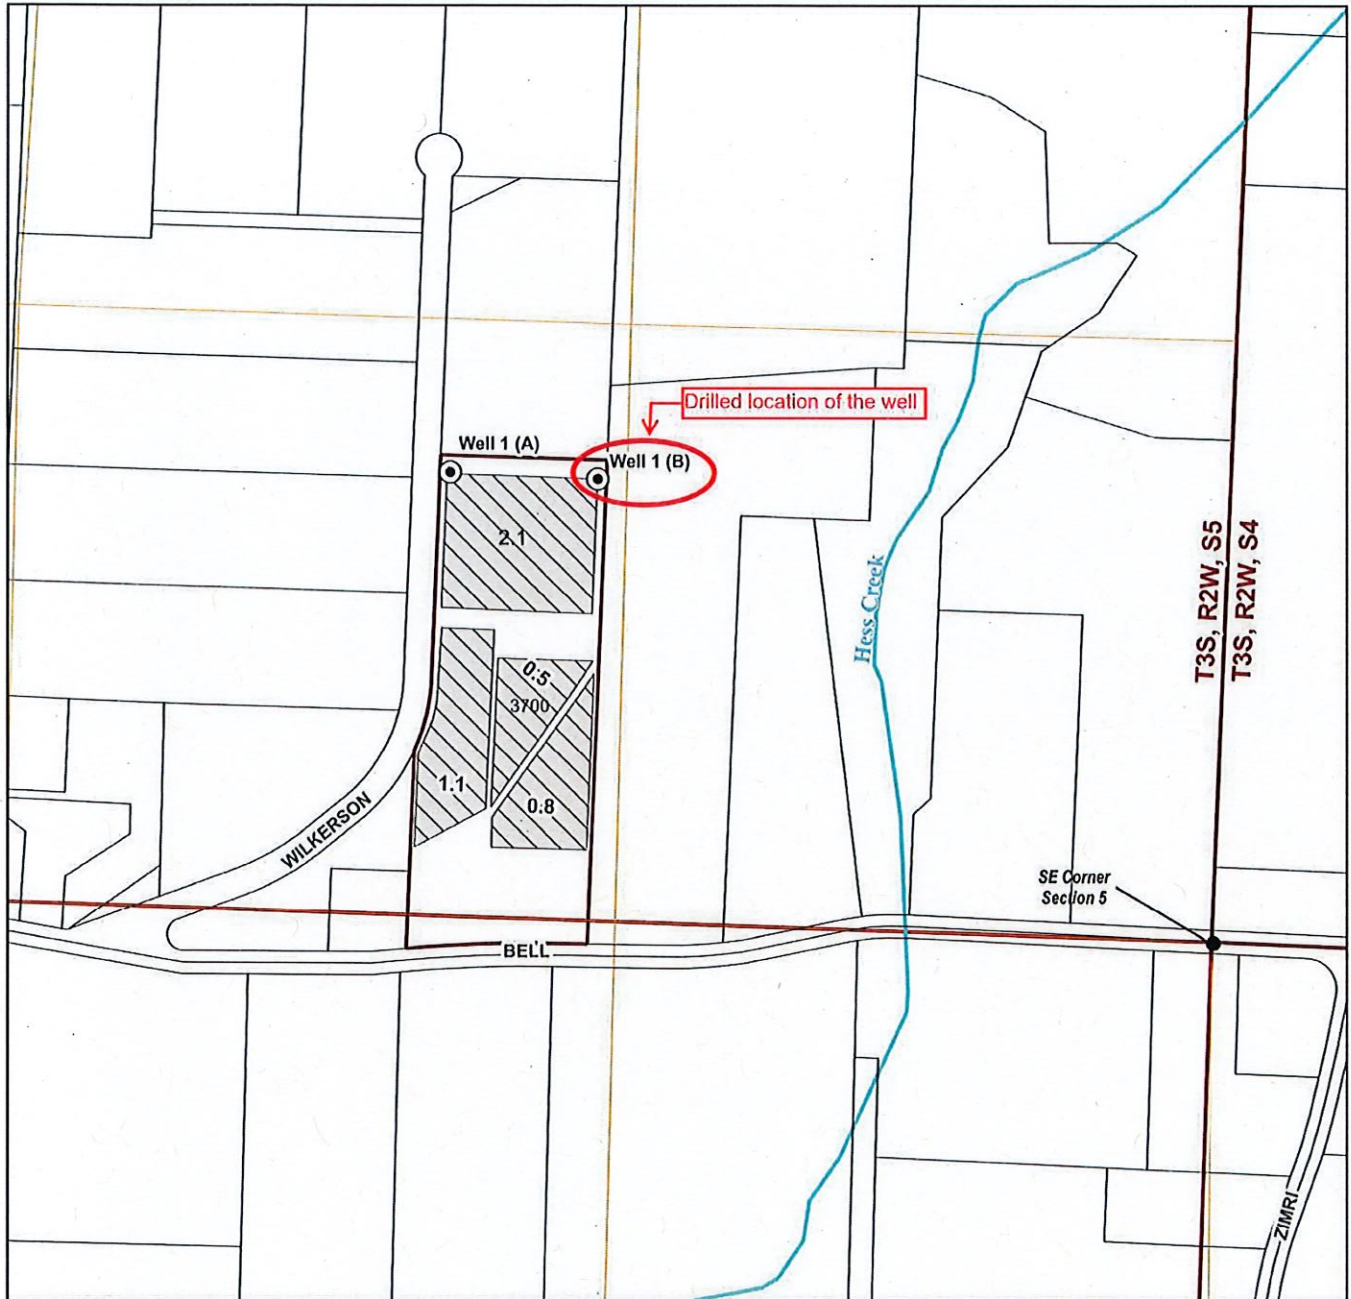 Drilled location of the well
Well 1 (A)
Well 1 (B)
2.1
T3S, R2W, S5
T3S, R2W, S4
Hess Creek
0.5
3700
1.1
0.8
WILKERSON
SE Corner
Section 5
BELL
ZIMRI